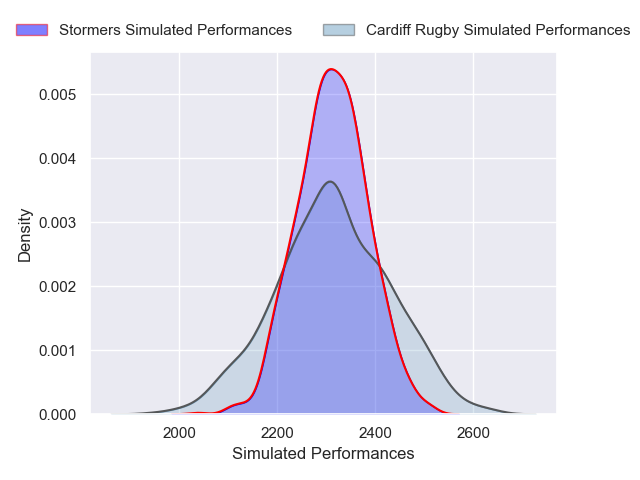 Stormers Simulated Performances Cardiff Rugby Simulated Performances
0.005
0.004
0.003
0.002
0.001
0.000
Density
2000 2200 2400 2600
Simulated Performances